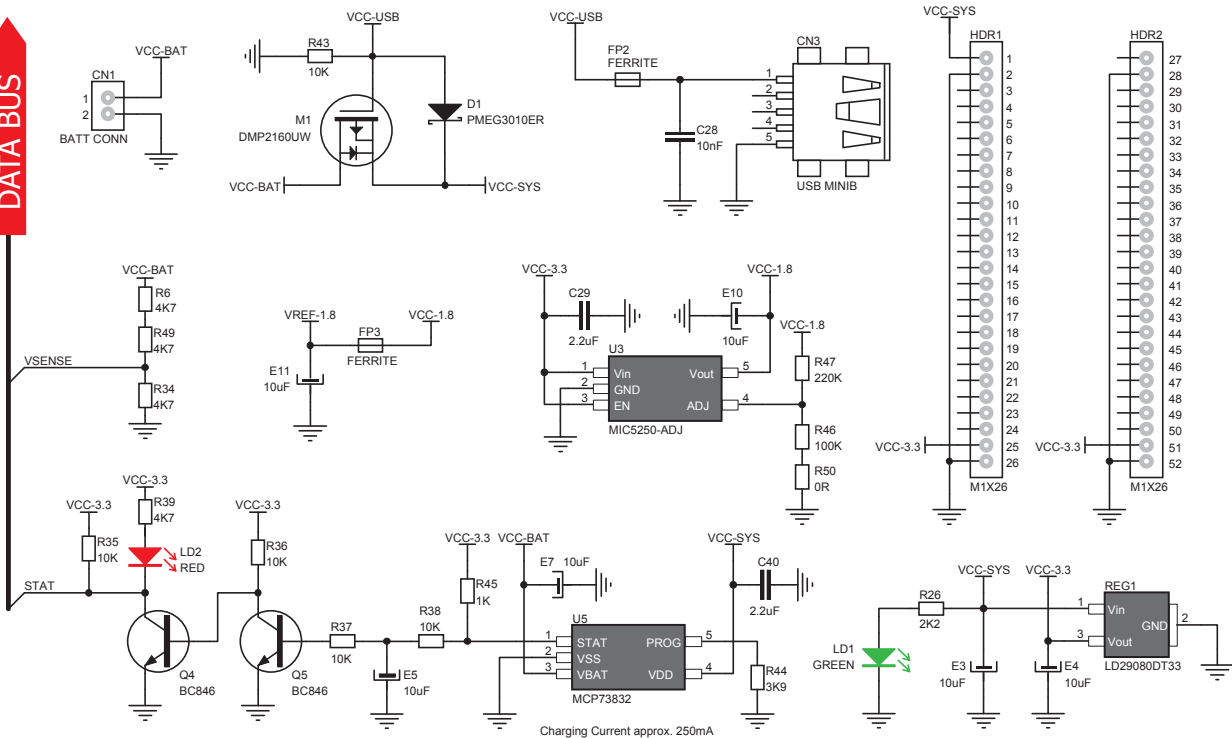 DATA BUS
VCC-BAT
CN1
1
2
BATT CONN
VCC-USB
R43
10K
M1
DMP2160UW
D1
PMEG3010ER
VCC-BAT
VCC-SYS
VCC-USB
FP2
FERRITE
C28
10nF
CN3
1
2
3
4
5
USB MINIB
VCC-SYS
HDR1
1
2
3
4
5
6
7
8
9
10
11
12
13
14
15
16
17
18
19
20
21
22
23
24
25
26
VCC-3.3
M1X26
HDR2
27
28
29
30
31
32
33
34
35
36
37
38
39
40
41
42
43
44
45
46
47
48
49
50
51
52
VCC-3.3
M1X26
VCC-BAT
R6
4K7
R49
4K7
VSENSE
R34
4K7
VREF-1.8
VCC-1.8
FP3
FERRITE
E11
10uF
VCC-3.3
C29
2.2uF
E10
10uF
VCC-1.8
VCC-1.8
U3
1 Vin
2 GND
3 EN
Vout 5
ADJ 4
MIC5250-ADJ
R47
220K
R46
100K
R50
0R
VCC-3.3
R35
10K
VCC-3.3
R39
4K7
LD2
RED
STAT
Q4
BC846
VCC-3.3
R36
10K
Q5
BC846
R37
10K
R38
10K
E5
10uF
VCC-3.3
R45
1K
VCC-BAT
E7 10uF
VCC-SYS
C40
2.2uF
U5
1 STAT
2 VSS
3 VBAT
PROG 5
VDD 4
MCP73832
R44
3K9
Charging Current approx. 250mA
LD1
GREEN
R26
2K2
VCC-SYS
VCC-3.3
E3
10uF
E4
10uF
REG1
1 Vin
GND 2
3 Vout
LD29080DT33